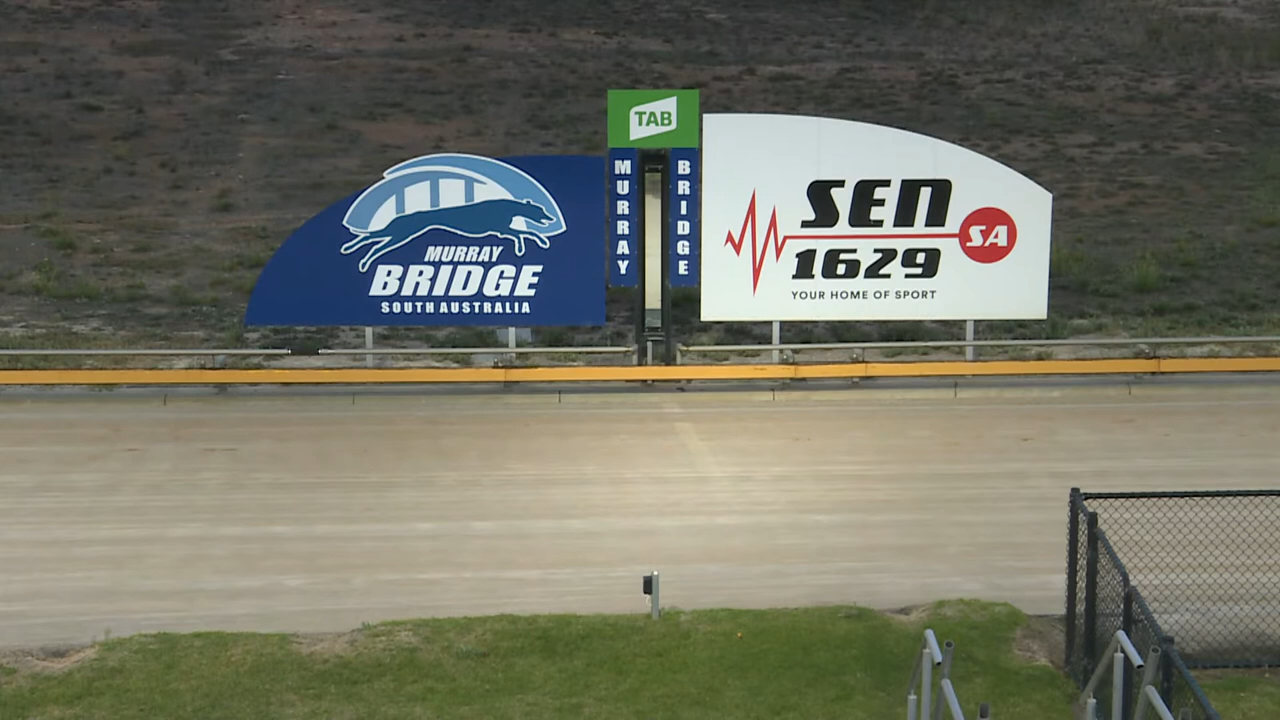 TAB
MURRAY
BRIDGE
MURRAY
BRIDGE
SOUTH AUSTRALIA
SEN
SA
1629
YOUR HOME OF SPORT